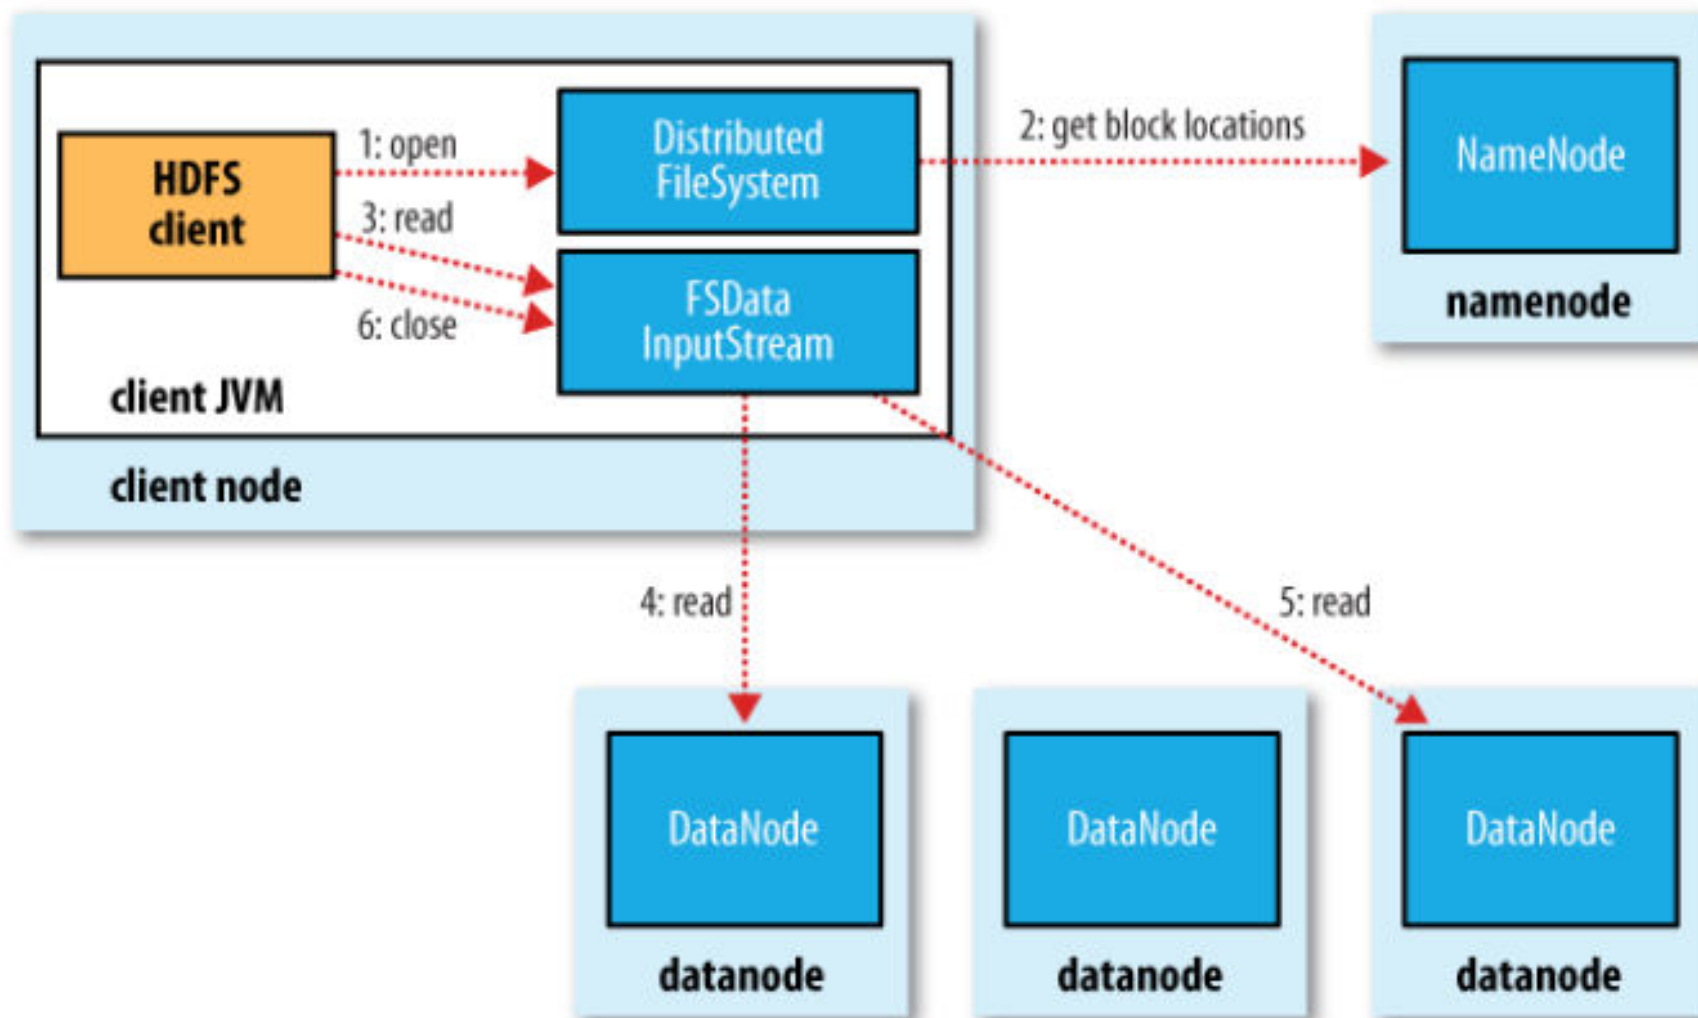 1: open
Distributed
FileSystem
2: get block locations
NameNode
HDFS
client
3: read
FSData
InputStream
6: close
namenode
client JVM
client node
4: read
5: read
DataNode
DataNode
DataNode
datanode
datanode
datanode